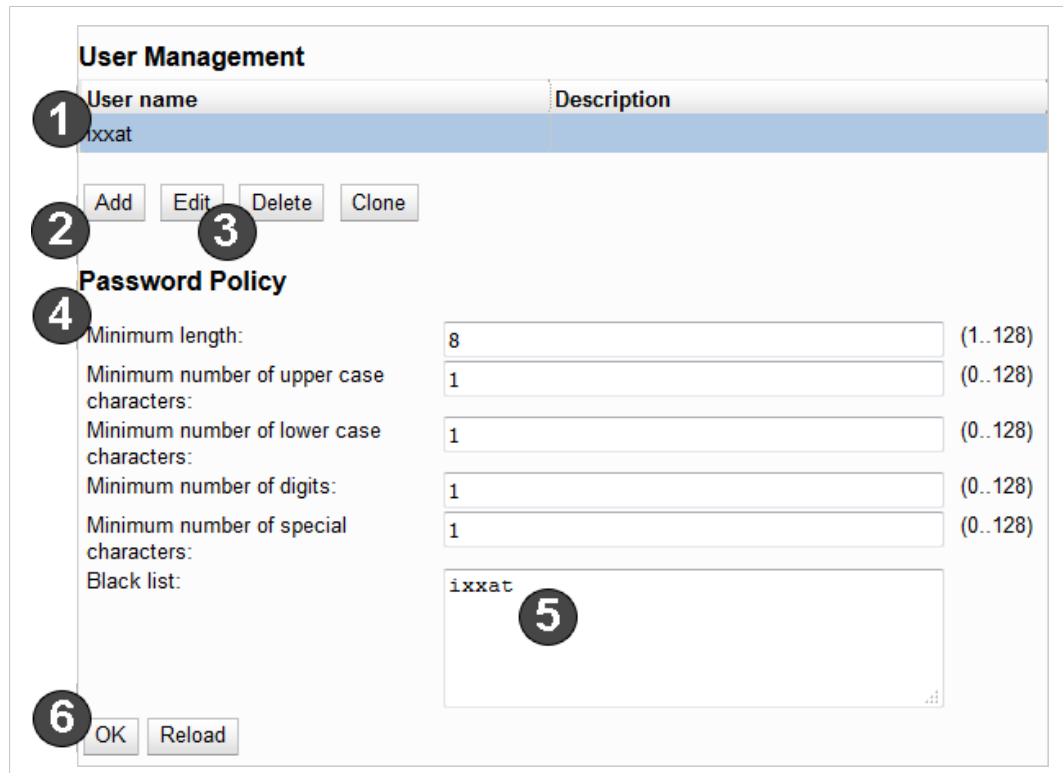 User Management
User name Description
1
ixxat
Add Edit Delete Clone
2 3
Password Policy
4
Minimum length: 8 (1..128)
Minimum number of upper case 1 (0..128)
characters:
Minimum number of lower case 1 (0..128)
characters:
Minimum number of digits: 1 (0..128)
Minimum number of special 1 (0..128)
characters:
Black list: ixxat
5
6
OK Reload